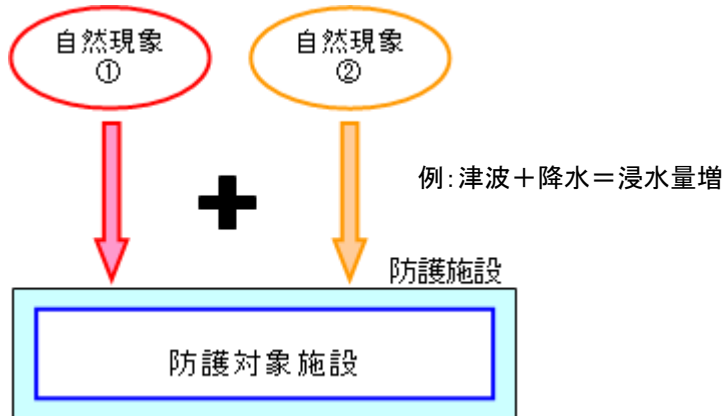 自然現象
①
自然現象
②
例:津波+降水=浸水量増
防護施設
防護対象施設